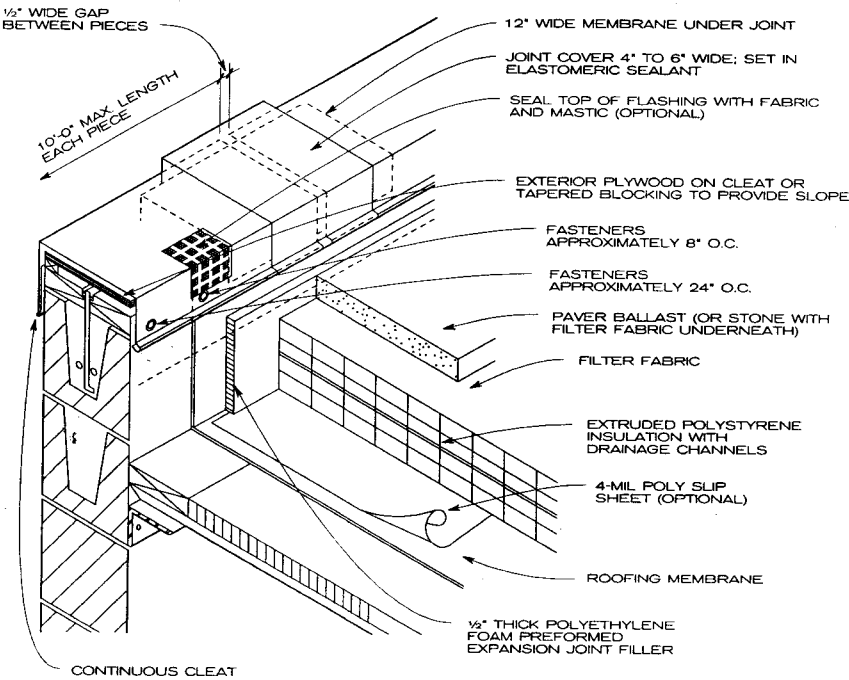 ½" WIDE GAP
BETWEEN PIECES
12" WIDE MEMBRANE UNDER JOINT
JOINT COVER 4" TO 6" WIDE; SET IN
ELASTOMERIC SEALANT
10'-0" MAX. LENGTH
EACH PIECE
SEAL TOP OF FLASHING WITH FABRIC
AND MASTIC (OPTIONAL)
EXTERIOR PLYWOOD ON CLEAT OR
TAPERED BLOCKING TO PROVIDE SLOPE
FASTENERS
APPROXIMATELY 8" O.C.
FASTENERS
APPROXIMATELY 24" O.C.
PAVER BALLAST (OR STONE WITH
FILTER FABRIC UNDERNEATH)
FILTER FABRIC
EXTRUDED POLYSTYRENE
INSULATION WITH
DRAINAGE CHANNELS
4-MIL POLY SLIP
SHEET (OPTIONAL)
ROOFING MEMBRANE
½" THICK POLYETHYLENE
FOAM PREFORMED
EXPANSION JOINT FILLER
CONTINUOUS CLEAT